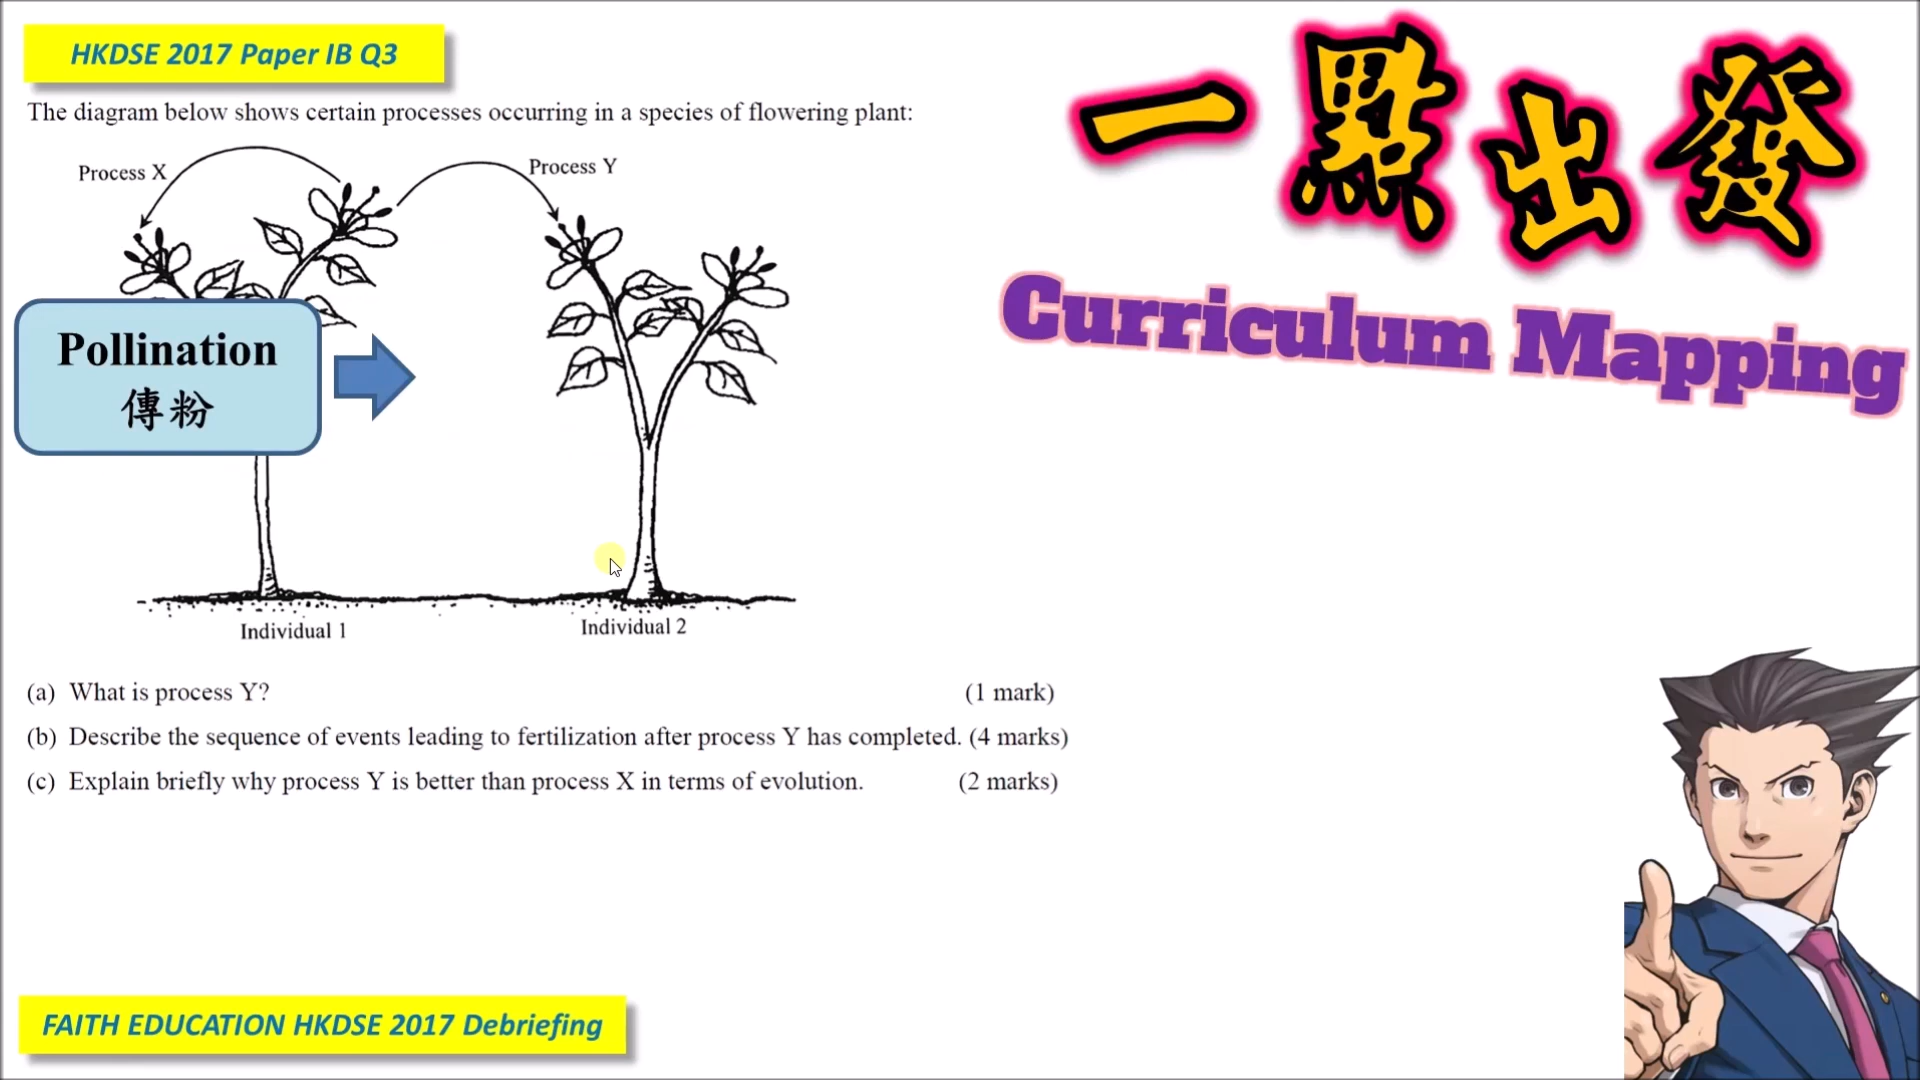 HKDSE 2017 Paper IB Q3
一點出發
Curriculum Mapping
The diagram below shows certain processes occurring in a species of flowering plant:
Process X
Process Y
Pollination
傳粉
Individual 1
Individual 2
(a) What is process Y? (1 mark)
(b) Describe the sequence of events leading to fertilization after process Y has completed. (4 marks)
(c) Explain briefly why process Y is better than process X in terms of evolution. (2 marks)
FAITH EDUCATION HKDSE 2017 Debriefing